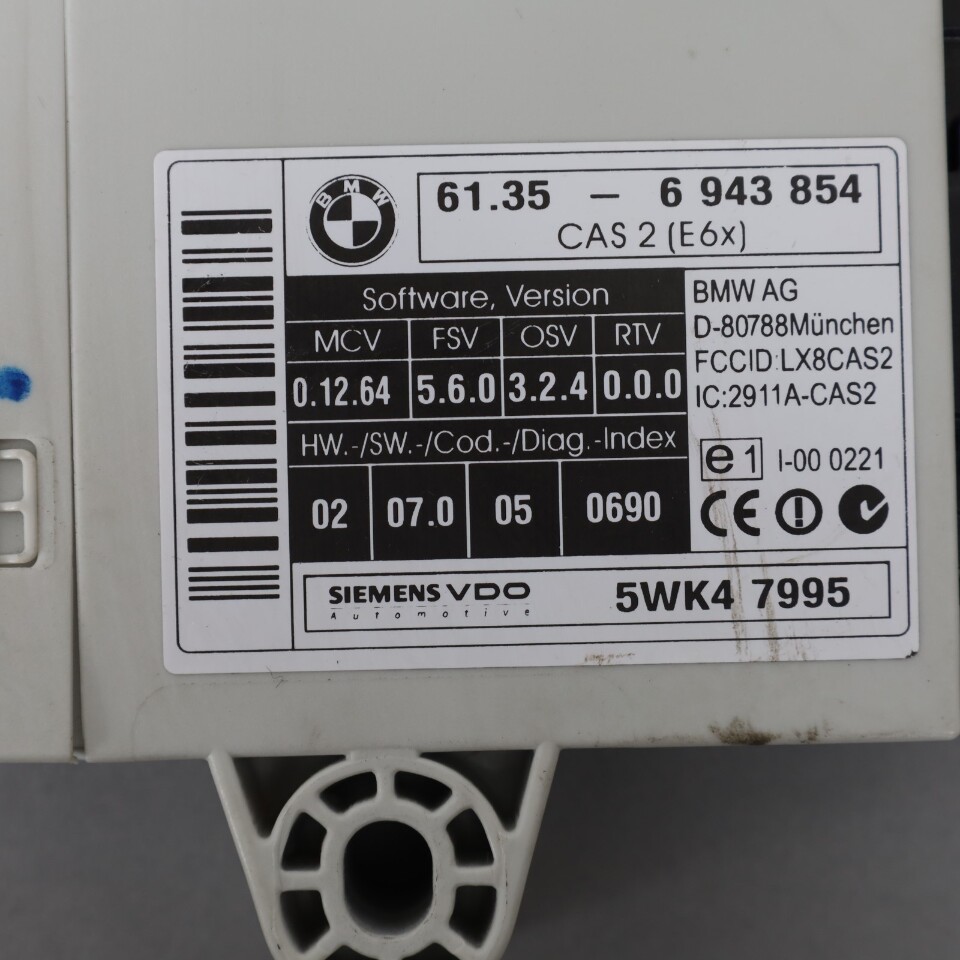 BMW
61.35 – 6 943 854
CAS 2 (E6x)
Software, Version
MCV FSV OSV RTV
0.12.64 5.6.0 3.2.4 0.0.0
HW.-/SW.-/Cod.-/Diag.-Index
02 07.0 05 0690
BMW AG
D-80788München
FCCID:LX8CAS2
IC:2911A-CAS2
e1 I-00 0221
CE
SIEMENS VDO
Automotive
5WK4 7995